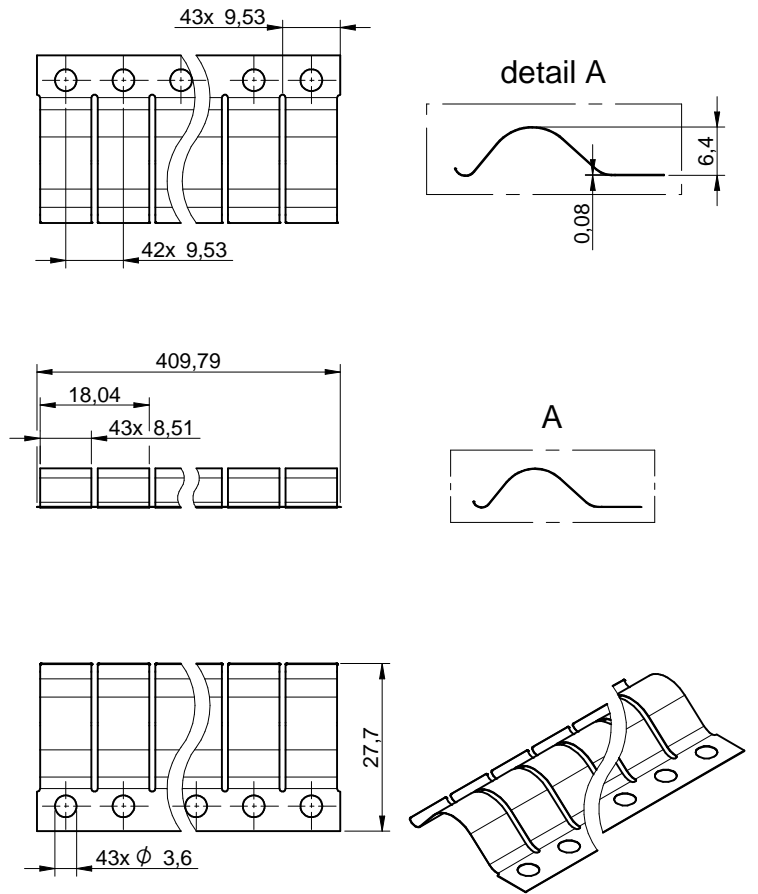 43x 9,53
detail A
6,4
0,08
42x 9,53
409,79
18,04
43x 8,51
A
27,7
43x ϕ 3,6